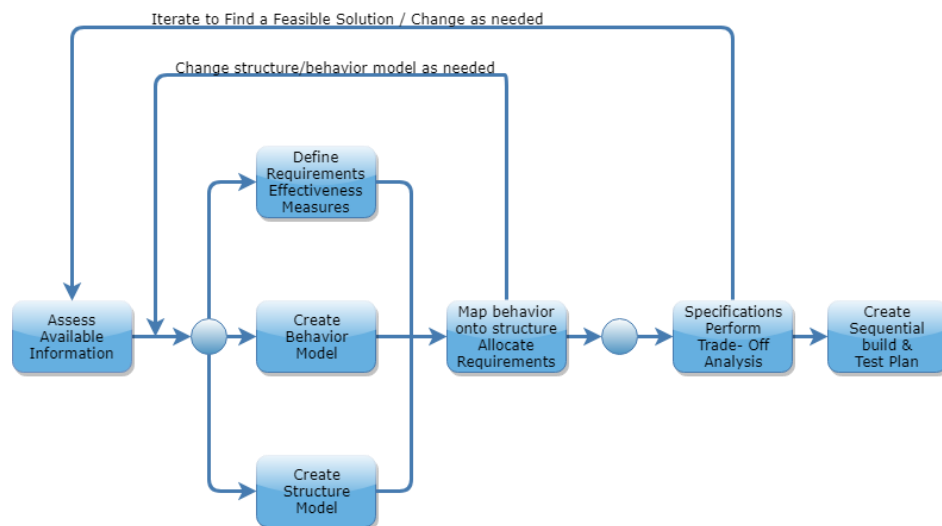 Iterate to Find a Feasible Solution / Change as needed
Change structure/behavior model as needed
Define
Requirements
Effectiveness
Measures
Assess
Available
Information
Create
Behavior
Model
Map behavior
onto structure
Allocate
Requirements
Specifications
Perform
Trade- Off
Analysis
Create
Sequential
build &
Test Plan
Create
Structure
Model